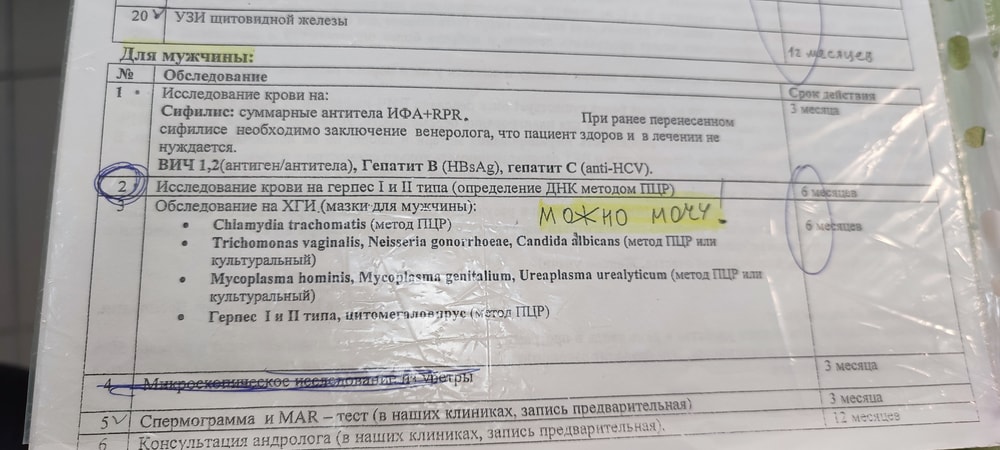 20 УЗИ щитовидной железы
12 месяцев
Для мужчины:
№ Обследование Срок действия
1 Исследование крови на: 3 месяца
Сифилис: суммарные антитела ИФА+RPR. При ранее перенесенном
сифилисе необходимо заключение венеролога, что пациент здоров и в лечении не
нуждается.
ВИЧ 1,2(антиген/антитела), Гепатит В (HBsAg), гепатит С (anti-HCV).
2 Исследование крови на герпес I и II типа (определение ДНК методом ПЦР) 6 месяцев
3 Обследование на ХГИ (мазки для мужчины): МОЖНО МОЧУ! 6 месяцев
• Chlamydia trachomatis (метод ПЦР)
• Trichomonas vaginalis, Neisseria gonorrhoeae, Candida albicans (метод ПЦР или
культуральный)
• Mycoplasma hominis, Mycoplasma genitalium, Ureaplasma urealyticum (метод ПЦР или
культуральный)
• Герпес I и II типа, цитомегаловирус (метод ПЦР)
4 Микроскопическое исследование из уретры 3 месяца
5 Спермограмма и MAR – тест (в наших клиниках, запись предварительная) 3 месяца
6 Консультация андролога (в наших клиниках, запись предварительная). 12 месяцев